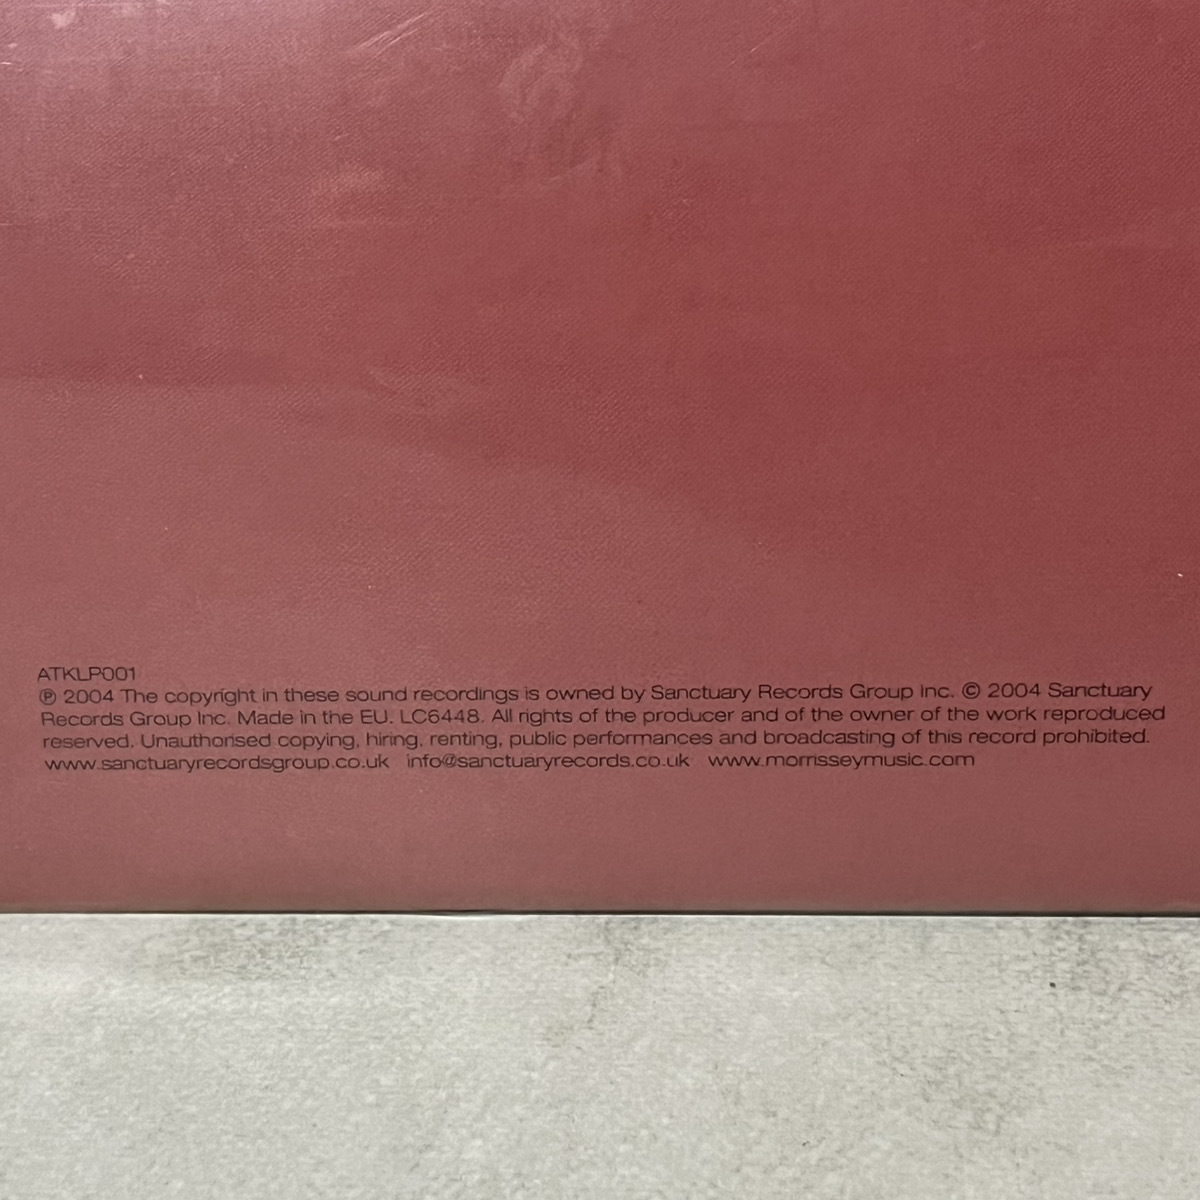 ATKLP001
℗ 2004 The copyright in these sound recordings is owned by Sanctuary Records Group Inc. © 2004 Sanctuary
Records Group Inc. Made in the EU. LC6448. All rights of the producer and of the owner of the work reproduced
reserved. Unauthorised copying, hiring, renting, public performances and broadcasting of this record prohibited.
www.sanctuaryrecordsgroup.co.uk info@sanctuaryrecords.co.uk www.morrisseymusic.com